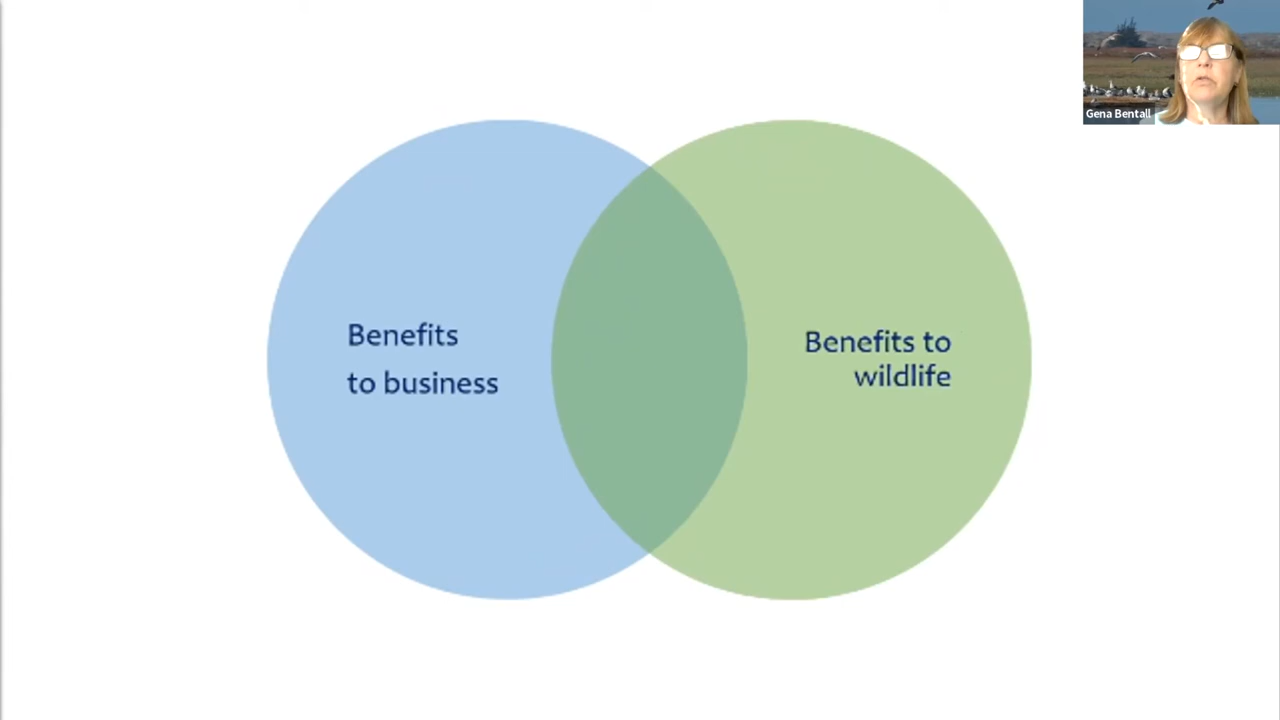 Gena Bentall
Benefits
to business
Benefits to
wildlife